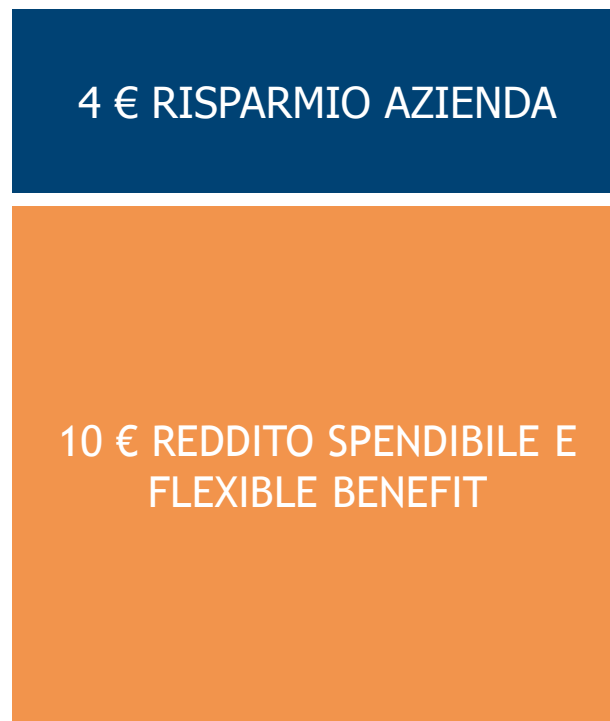 4 € RISPARMIO AZIENDA
10 € REDDITO SPENDIBILE E
FLEXIBLE BENEFIT